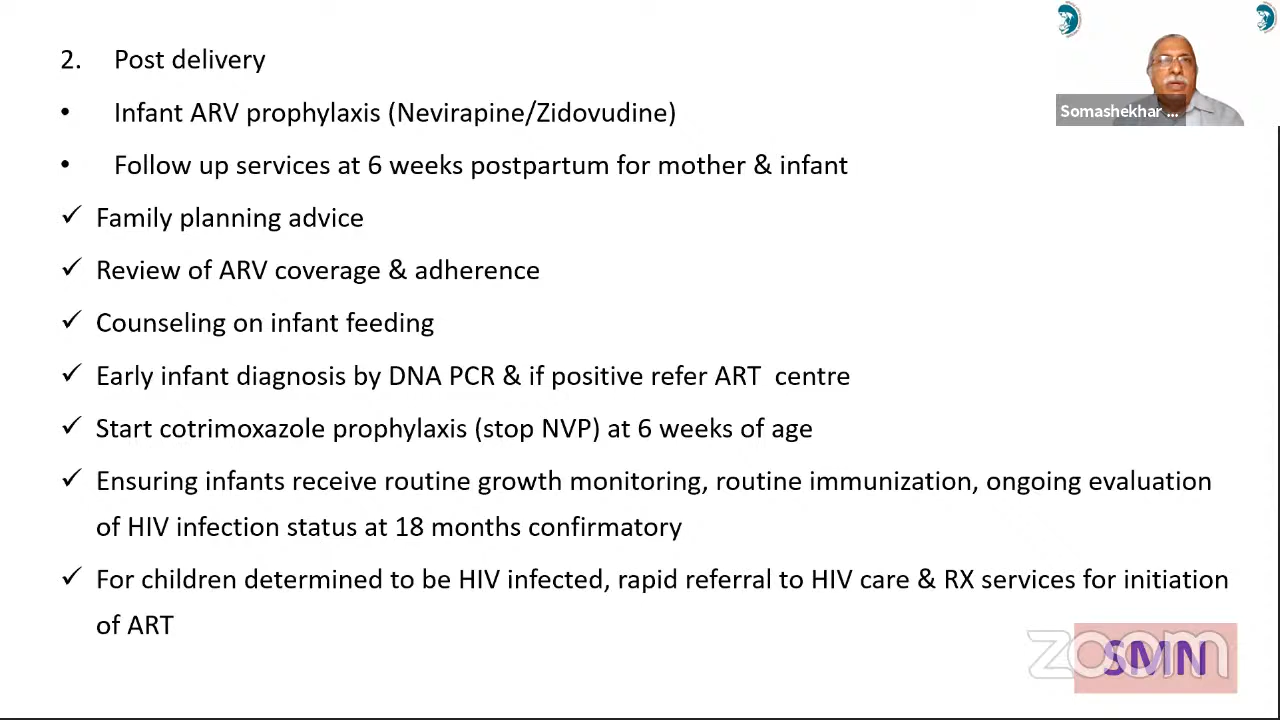 2. Post delivery
• Infant ARV prophylaxis (Nevirapine/Zidovudine)
• Follow up services at 6 weeks postpartum for mother & infant
✓ Family planning advice
✓ Review of ARV coverage & adherence
✓ Counseling on infant feeding
✓ Early infant diagnosis by DNA PCR & if positive refer ART centre
✓ Start cotrimoxazole prophylaxis (stop NVP) at 6 weeks of age
✓ Ensuring infants receive routine growth monitoring, routine immunization, ongoing evaluation
of HIV infection status at 18 months confirmatory
✓ For children determined to be HIV infected, rapid referral to HIV care & RX services for initiation
of ART
Somashekhar ...
zoom
SMN